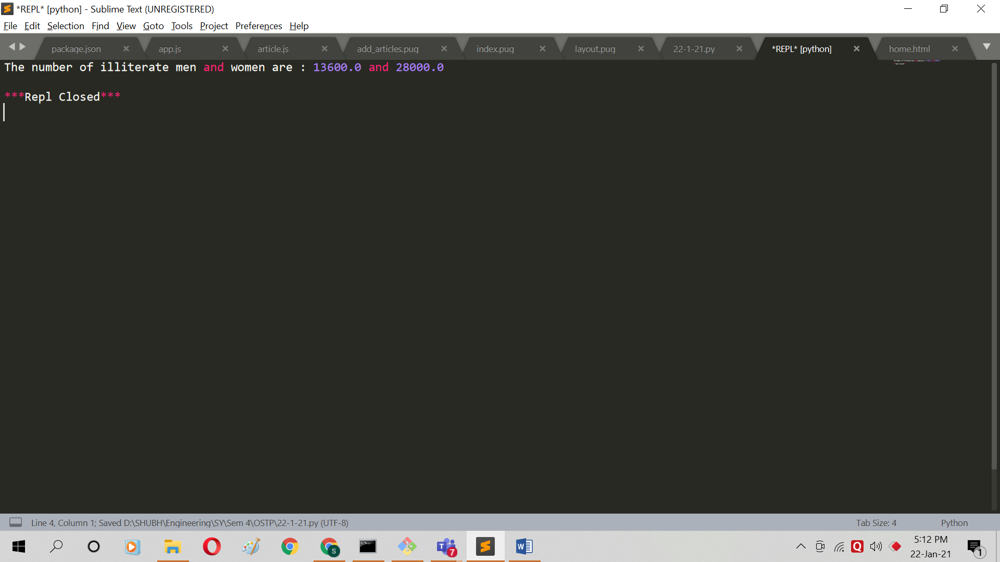 *REPL* [python] - Sublime Text (UNREGISTERED)
File Edit Selection Find View Goto Tools Project Preferences Help
package.json app.js article.js add_articles.pug index.pug layout.pug 22-1-21.py *REPL* [python] home.html
The number of illiterate men and women are : 13600.0 and 28000.0
***Repl Closed***
Line 4, Column 1; Saved D:\SHUBH\Engineering\SY\Sem 4\OSTP\22-1-21.py (UTF-8) Tab Size: 4 Python
5:12 PM
22-Jan-21